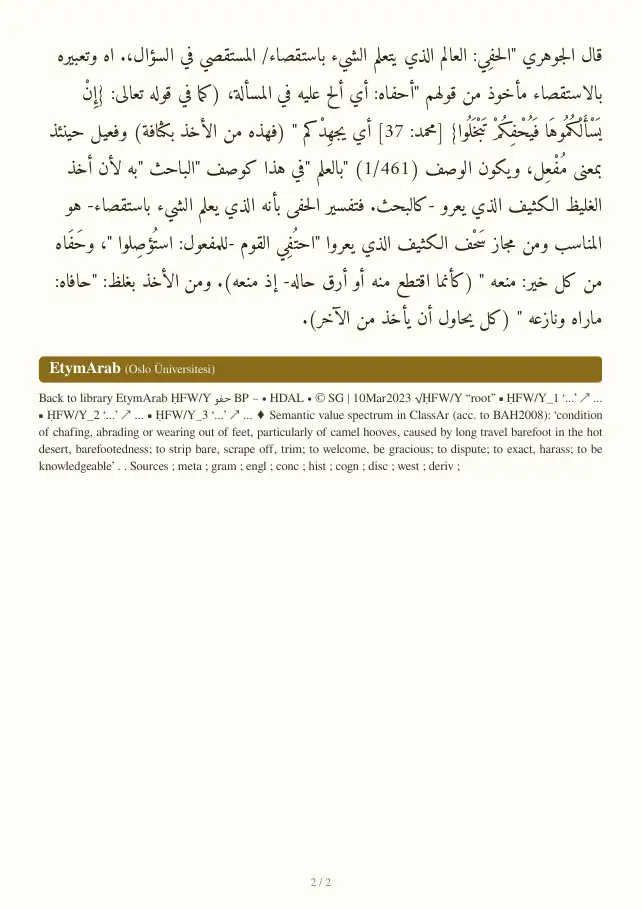 قال الجوهري "الحفِي: العالم الذي يتعلم الشيء باستقصاء/ المستقصي في السؤال،. اه وتعبيره
بالاستقصاء مأخوذ من قولهم "أحفاه: أي ألح عليه في المسألة، (كما في قوله تعالى: {إِنْ
يَسْأَلْكُمُوهَا فَيُحْفِكُمْ تَبْخَلُوا} [محمد: 37] أي يجهِدْكم " (فهذه من الأخذ بكثافة) وفعيل حينئذ
بمعنى مُفْعِل، ويكون الوصف (1/461) "بالعلم "في هذا كوصف "الباحث "به لأن أخذ
الغليظ الكثيف الذي يعرو -كالبحث. فتفسير الحفى بأنه الذي يعلم الشيء باستقصاء- هو
المناسب ومن مجاز سَحْف الكثيف الذي يعروا "احتُفِي القوم -للمفعول: استُؤصِلوا "، وحَفَاه
من كل خير: منعه " (كأنما اقتطع منه أو أرق حاله- إذ منعه). ومن الأخذ بغلظ: "حافاه:
ماراه ونازعه " (كل يحاول أن يأخذ من الآخر).
EtymArab (Oslo Üniversitesi)
Back to library EtymArab ḤFW/Y حفو BP – • HDAL • © SG | 10Mar2023 √ḤFW/Y “root” ▪ ḤFW/Y_1 ‘...’ ↗ ...
▪ ḤFW/Y_2 ‘...’ ↗ ... ▪ ḤFW/Y_3 ‘...’ ↗ ... ♦ Semantic value spectrum in ClassAr (acc. to BAH2008): ‘condition
of chafing, abrading or wearing out of feet, particularly of camel hooves, caused by long travel barefoot in the hot
desert, barefootedness; to strip bare, scrape off, trim; to welcome, be gracious; to dispute; to exact, harass; to be
knowledgeable’ . . Sources ; meta ; gram ; engl ; conc ; hist ; cogn ; disc ; west ; deriv ;
2 / 2